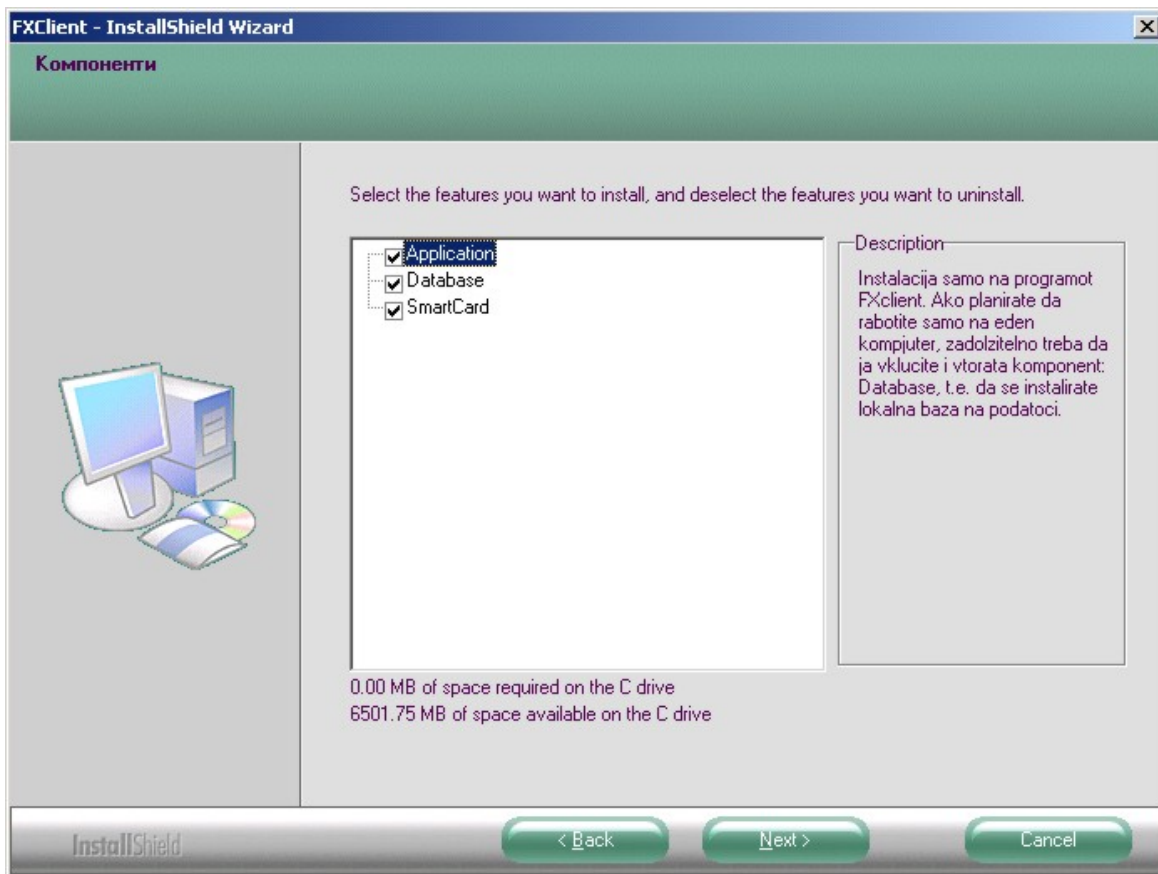 FXClient - InstallShield Wizard
Компоненти
Select the features you want to install, and deselect the features you want to uninstall.
Application
Database
SmartCard
Description
Instalacija samo na programot
FXclient. Ako planirate da
rabotite samo na eden
kompjuter, zadolzitelno treba da
ja vklucite i vtorata komponent:
Database, t.e. da se instalirate
lokalna baza na podatoci.
0.00 MB of space required on the C drive
6501.75 MB of space available on the C drive
InstallShield
< Back
Next >
Cancel